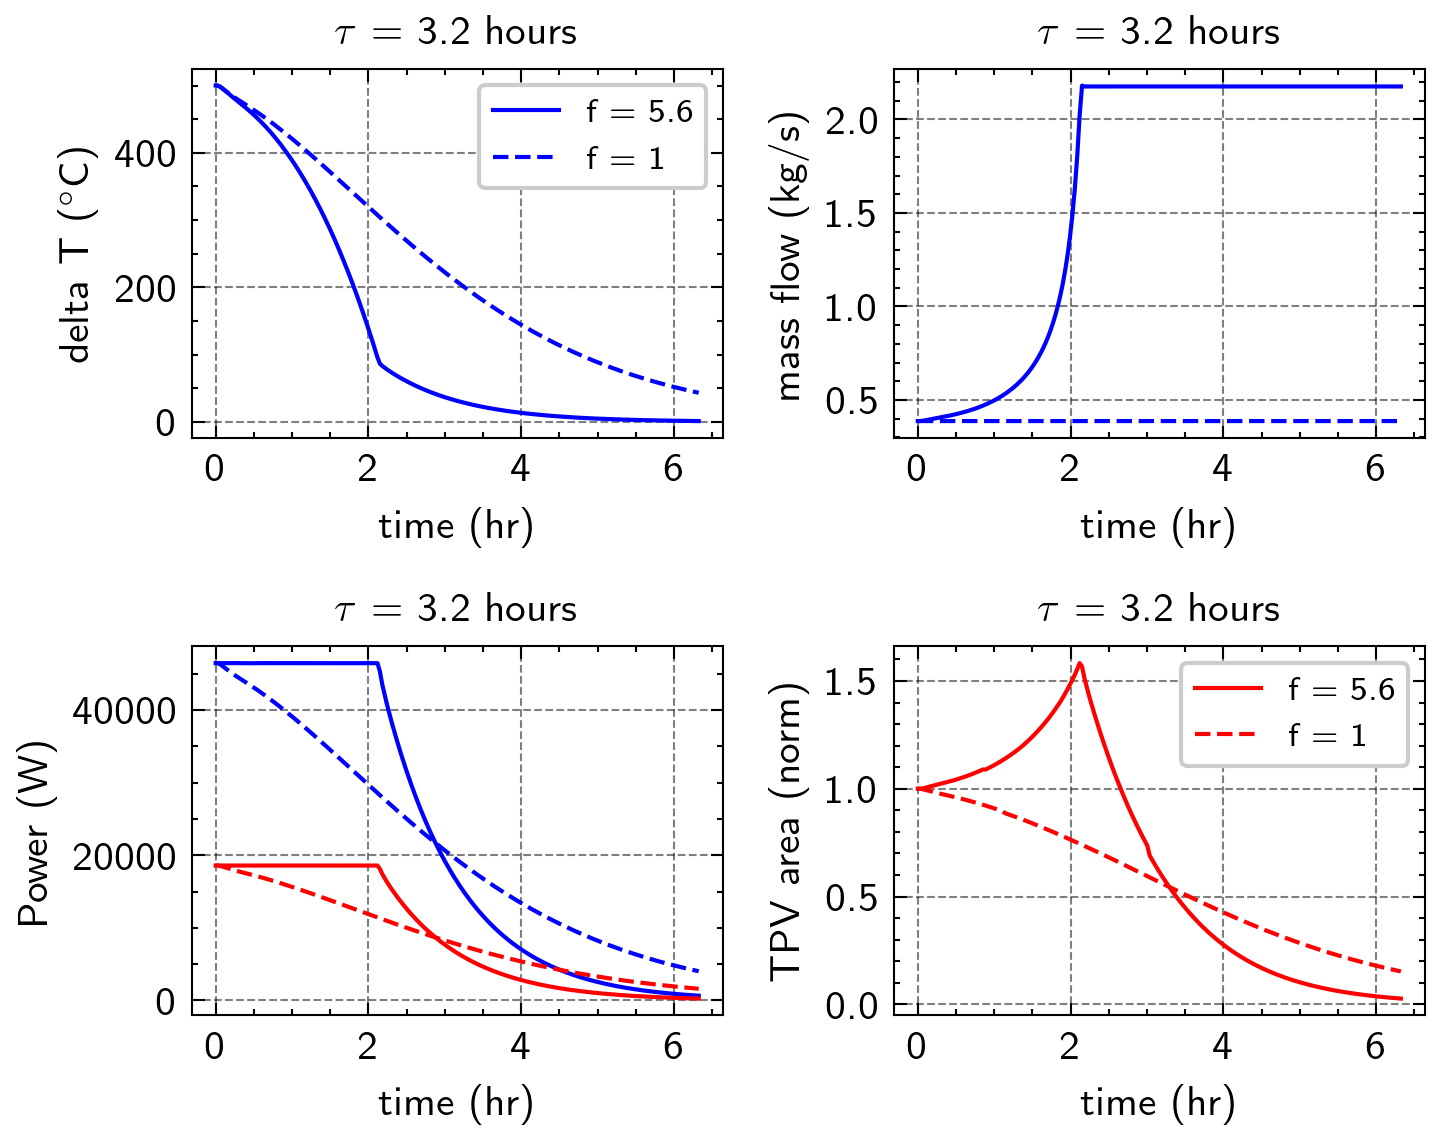 τ = 3.2 hours
delta T (°C)
400
200
0
f = 5.6
f = 1
0 2 4 6
time (hr)
τ = 3.2 hours
mass flow (kg/s)
2.0
1.5
1.0
0.5
0 2 4 6
time (hr)
τ = 3.2 hours
Power (W)
40000
20000
0
0 2 4 6
time (hr)
τ = 3.2 hours
TPV area (norm)
1.5
1.0
0.5
0.0
f = 5.6
f = 1
0 2 4 6
time (hr)